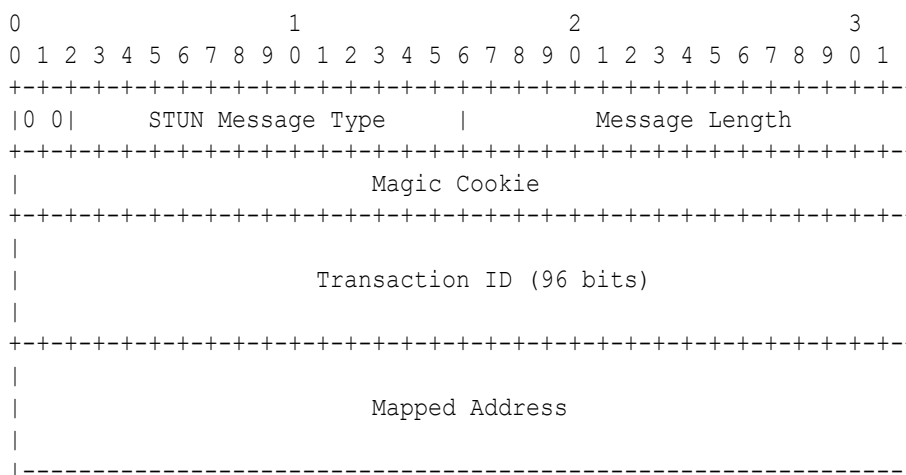 0                   1                   2                   3
0 1 2 3 4 5 6 7 8 9 0 1 2 3 4 5 6 7 8 9 0 1 2 3 4 5 6 7 8 9 0 1
+-+-+-+-+-+-+-+-+-+-+-+-+-+-+-+-+-+-+-+-+-+-+-+-+-+-+-+-+-+-+-+-
|0 0|     STUN Message Type     |         Message Length
+-+-+-+-+-+-+-+-+-+-+-+-+-+-+-+-+-+-+-+-+-+-+-+-+-+-+-+-+-+-+-+-
|                         Magic Cookie
+-+-+-+-+-+-+-+-+-+-+-+-+-+-+-+-+-+-+-+-+-+-+-+-+-+-+-+-+-+-+-+-
|
|                     Transaction ID (96 bits)
|
+-+-+-+-+-+-+-+-+-+-+-+-+-+-+-+-+-+-+-+-+-+-+-+-+-+-+-+-+-+-+-+-
|
|                         Mapped Address
|
|----------------------------------------------------------------